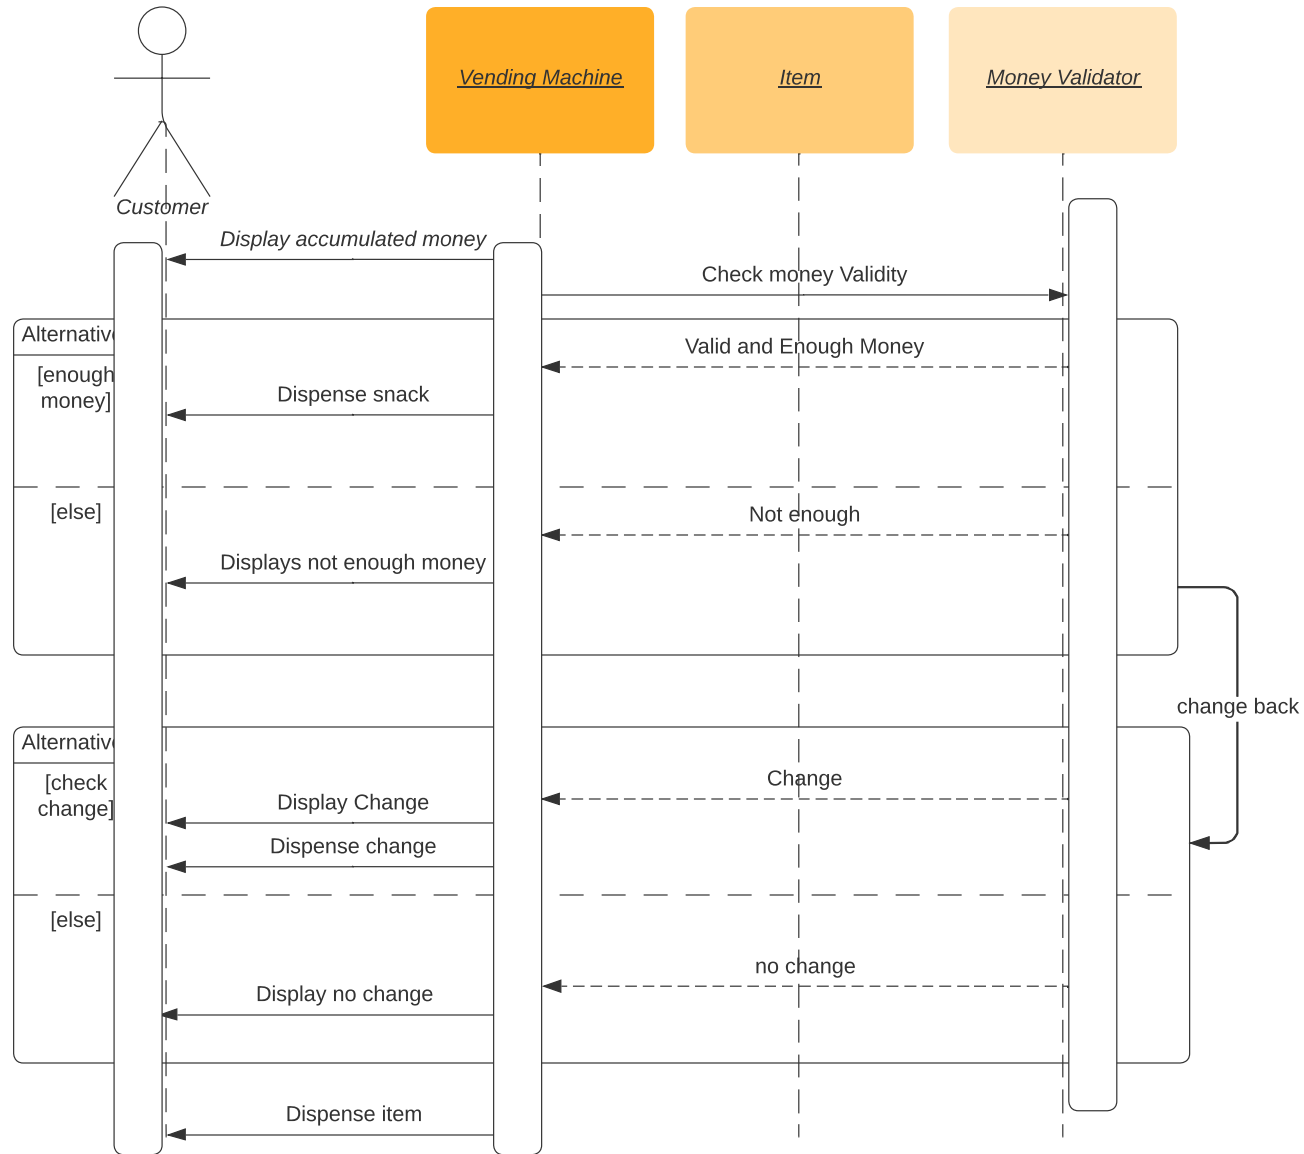 Vending Machine
Item
Money Validator
Customer
Display accumulated money
Check money Validity
Alternative
Valid and Enough Money
[enough
money]
Dispense snack
[else]
Not enough
Displays not enough money
change back
Alternative
[check
change]
Change
Display Change
Dispense change
[else]
no change
Display no change
Dispense item